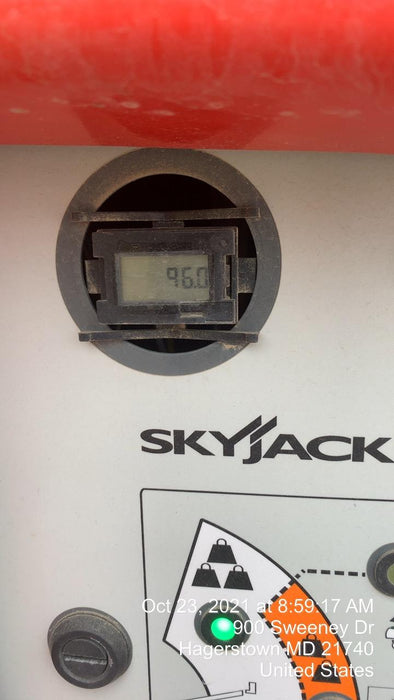 96.0
SKYJACK
Oct 23, 2021 at 8:59:17 AM
900 Sweeney Dr
Hagerstown MD 21740
United States